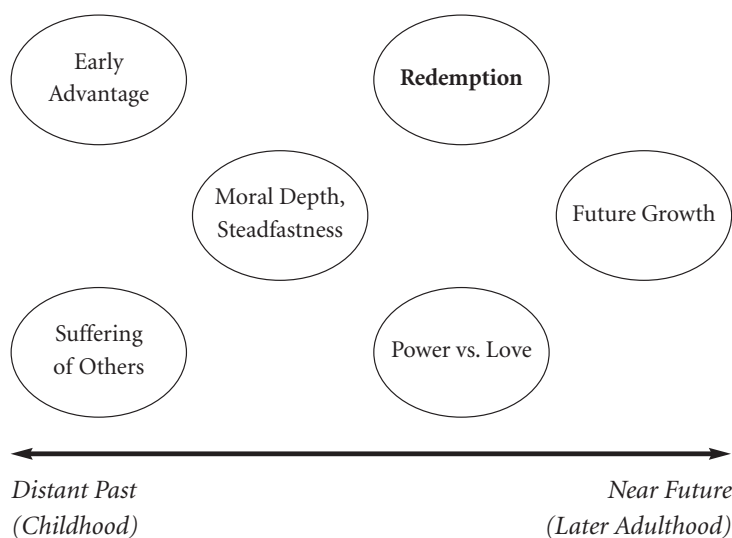 Early
Advantage
Redemption
Moral Depth,
Steadfastness
Future Growth
Suffering
of Others
Power vs. Love
Distant Past
(Childhood)
Near Future
(Later Adulthood)